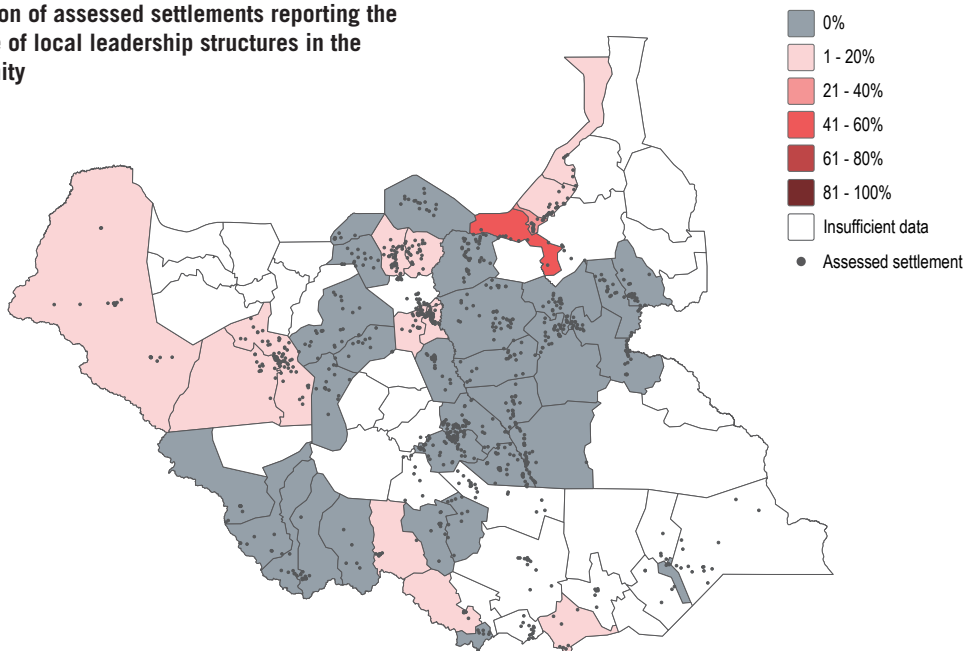 on of assessed settlements reporting the
of local leadership structures in the
ity
0%
1 - 20%
21 - 40%
41 - 60%
61 - 80%
81 - 100%
Insufficient data
Assessed settlement